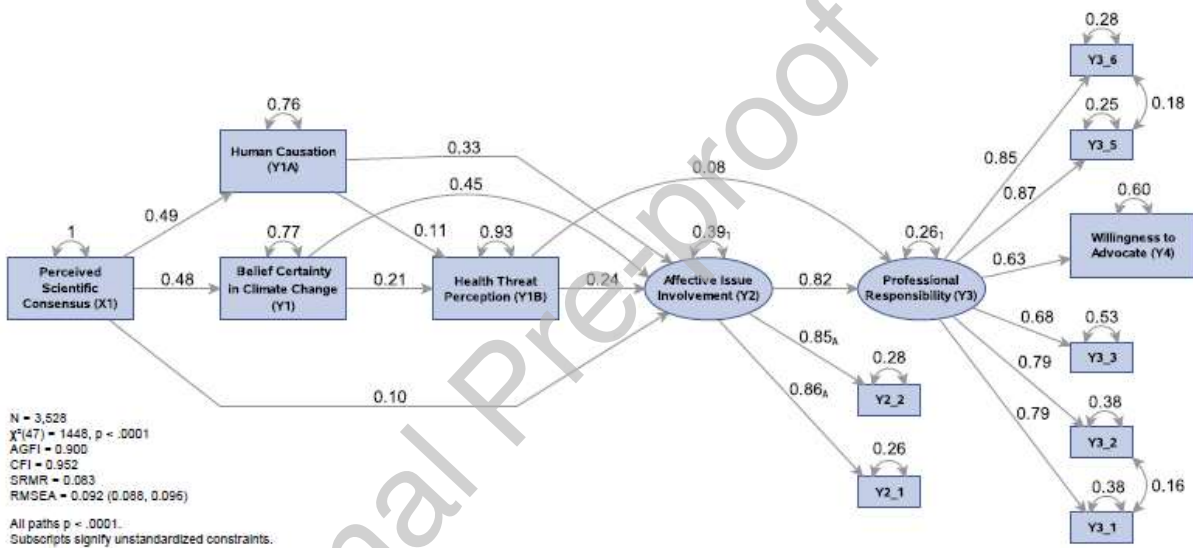 0.28
Y3_6
0.18
0.25
Y3_5
0.76
Human Causation
(Y1A)
0.33
0.08
0.85
0.45
0.87
0.60
Willingness to
Advocate (Y4)
0.49
0.11
1
0.77
0.93
0.39₁
0.26₁
0.63
Perceived
Scientific
Consensus (X1)
0.48
Belief Certainty
in Climate Change
(Y1)
0.21
Health Threat
Perception (Y1B)
0.24
Affective Issue
Involvement (Y2)
0.82
Professional
Responsibility (Y3)
0.68
0.53
Y3_3
0.85A
0.28
Y2_2
0.79
0.38
Y3_2
0.10
0.86A
0.79
0.26
Y2_1
0.16
0.38
Y3_1
N = 3,528
χ²(47) = 1448, p < .0001
AGFI = 0.900
CFI = 0.952
SRMR = 0.083
RMSEA = 0.092 (0.088, 0.096)
All paths p < .0001.
Subscripts signify unstandardized constraints.
nal Pre-proof